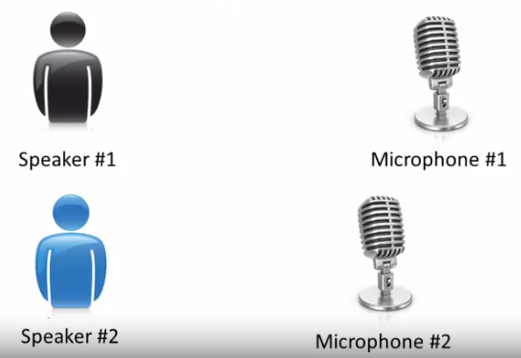 Speaker #1
Microphone #1
Speaker #2
Microphone #2